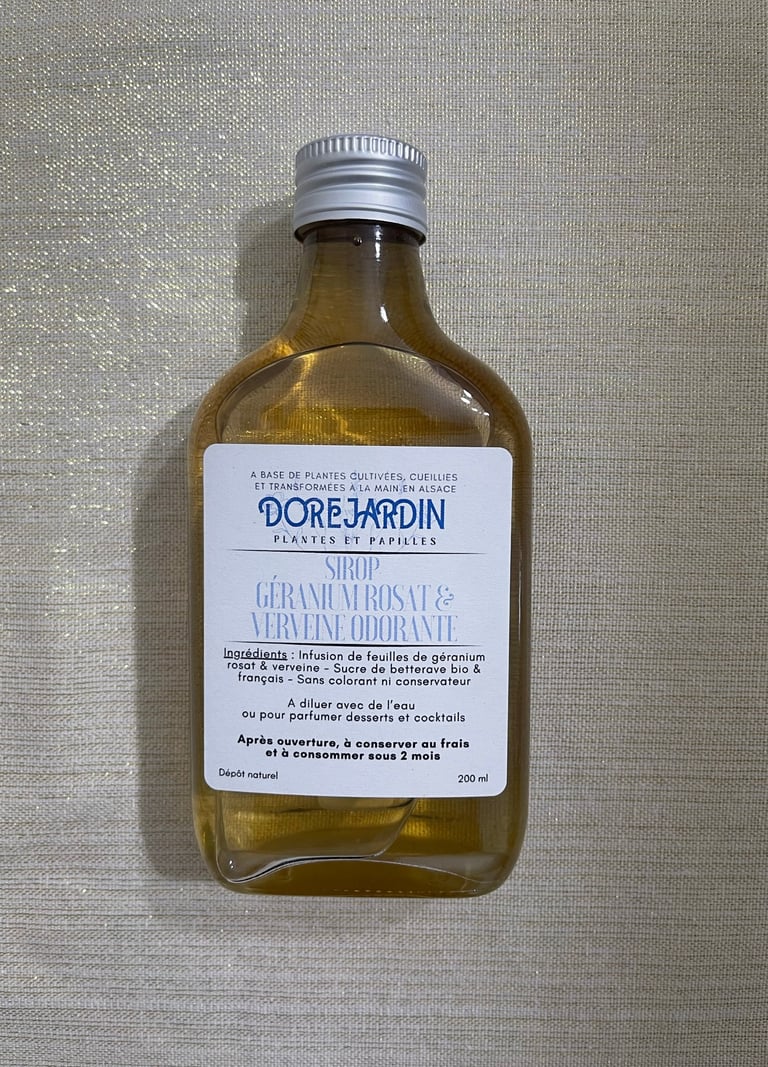 A BASE DE PLANTES CULTIVÉES, CUEILLIES
ET TRANSFORMÉES À LA MAIN EN ALSACE
DOREJARDIN
PLANTES ET PAPILLES
SIROP
GÉRANIUM ROSAT &
VERVEINE ODORANTE
Ingrédients : Infusion de feuilles de géranium
rosat & verveine - Sucre de betterave bio &
français - Sans colorant ni conservateur
A diluer avec de l'eau
ou pour parfumer desserts et cocktails
Après ouverture, à conserver au frais
et à consommer sous 2 mois
Dépôt naturel
200 ml